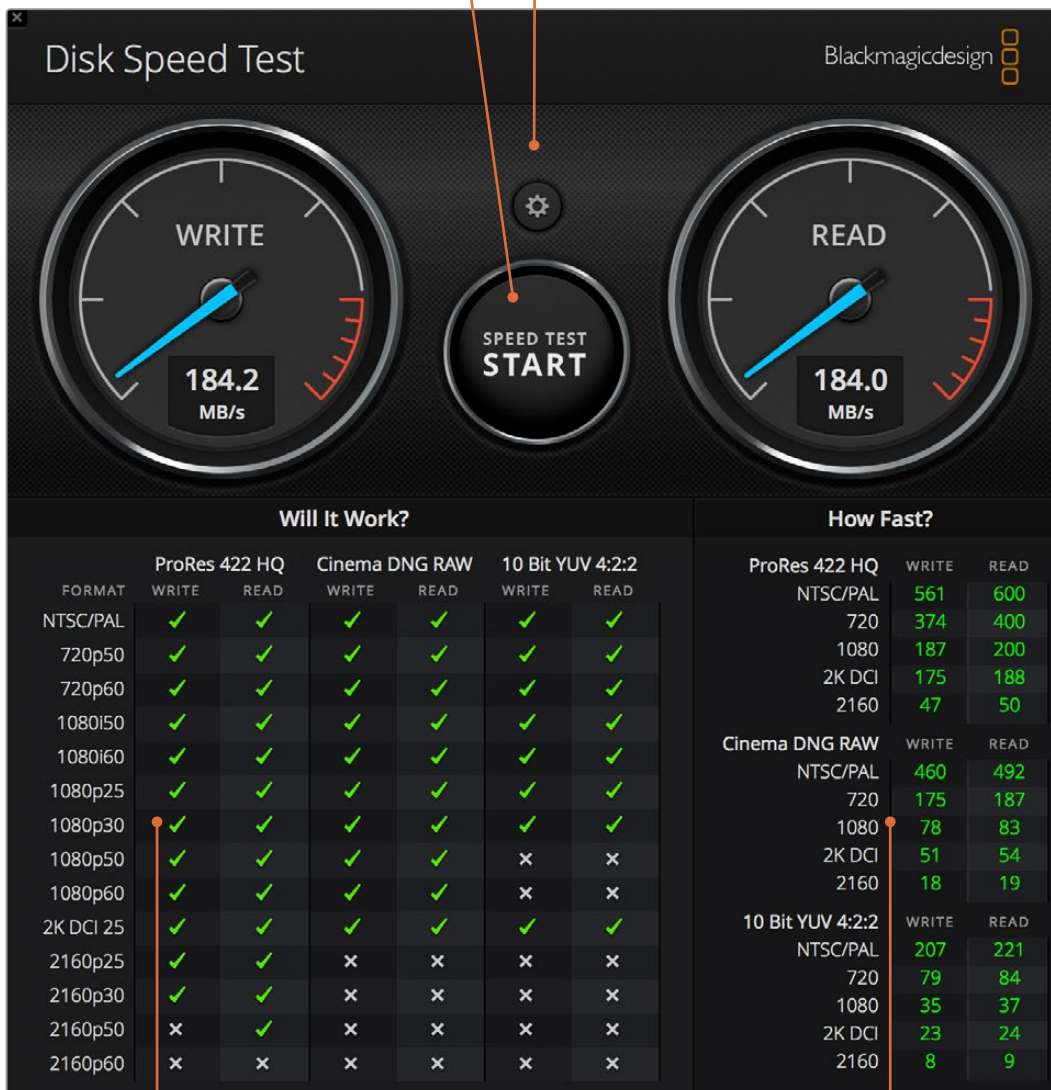 Disk Speed Test
Blackmagicdesign
WRITE
184.2
MB/s
SPEED TEST
START
READ
184.0
MB/s
Will It Work?
ProRes 422 HQ Cinema DNG RAW 10 Bit YUV 4:2:2
FORMAT WRITE READ WRITE READ WRITE READ
NTSC/PAL
720p50
720p60
1080i50
1080i60
1080p25
1080p30
1080p50
1080p60
2K DCI 25
2160p25
2160p30
2160p50
2160p60
How Fast?
ProRes 422 HQ WRITE READ
NTSC/PAL 561 600
720 374 400
1080 187 200
2K DCI 175 188
2160 47 50
Cinema DNG RAW WRITE READ
NTSC/PAL 460 492
720 175 187
1080 78 83
2K DCI 51 54
2160 18 19
10 Bit YUV 4:2:2 WRITE READ
NTSC/PAL 207 221
720 79 84
1080 35 37
2K DCI 23 24
2160 8 9